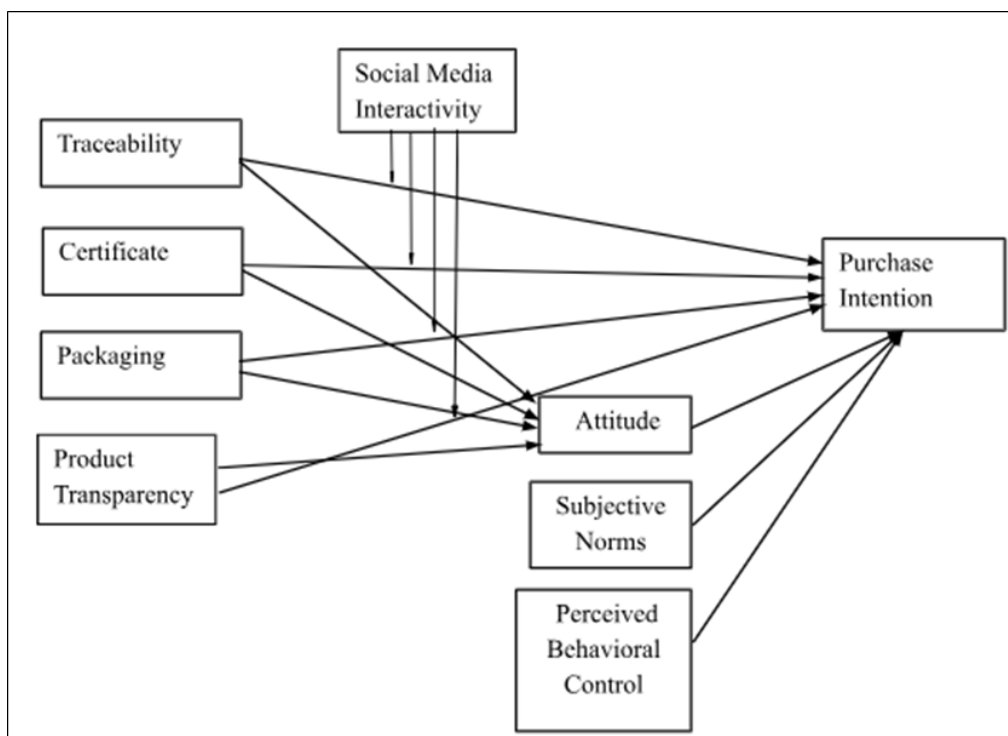 Social Media
Interactivity
Traceability
Certificate
Packaging
Product
Transparency
Purchase
Intention
Attitude
Subjective
Norms
Perceived
Behavioral
Control